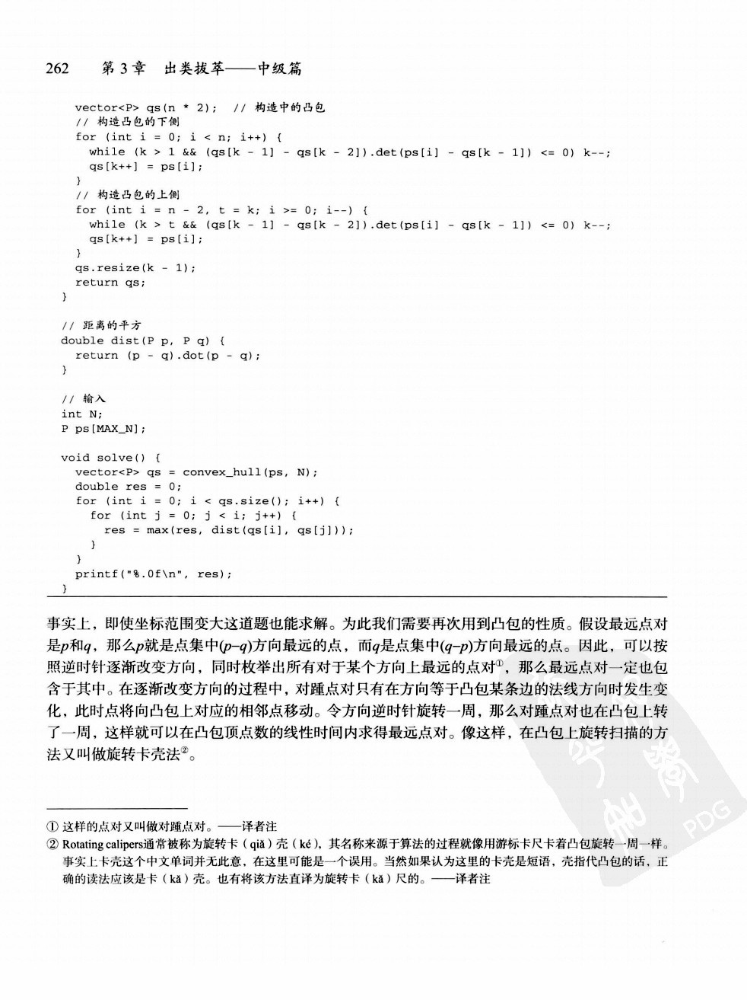 262 第 3 章 出类拔萃——中级篇
vector<P> qs(n * 2); // 构造中的凸包
// 构造凸包的下侧
for (int i = 0; i < n; i++) {
while (k > 1 && (qs[k - 1] - qs[k - 2]).det(ps[i] - qs[k - 1]) <= 0) k--;
qs[k++] = ps[i];
}
// 构造凸包的上侧
for (int i = n - 2, t = k; i >= 0; i--) {
while (k > t && (qs[k - 1] - qs[k - 2]).det(ps[i] - qs[k - 1]) <= 0) k--;
qs[k++] = ps[i];
}
qs.resize(k - 1);
return qs;
}
// 距离的平方
double dist(P p, P q) {
return (p - q).dot(p - q);
}
// 输入
int N;
P ps[MAX_N];
void solve() {
vector<P> qs = convex_hull(ps, N);
double res = 0;
for (int i = 0; i < qs.size(); i++) {
for (int j = 0; j < i; j++) {
res = max(res, dist(qs[i], qs[j]));
}
}
printf("%.0f\n", res);
}
事实上，即使坐标范围变大这道题也能求解。为此我们需要再次用到凸包的性质。假设最远点对
是p和q，那么p就是点集中(p–q)方向最远的点，而q是点集中(q–p)方向最远的点。因此，可以按
照逆时针逐渐改变方向，同时枚举出所有对于某个方向上最远的点对①，那么最远点对一定也包
含于其中。在逐渐改变方向的过程中，对踵点对只有在方向等于凸包某条边的法线方向时发生变
化，此时点将向凸包上对应的相邻点移动。令方向逆时针旋转一周，那么对踵点对也在凸包上转
了一周，这样就可以在凸包顶点数的线性时间内求得最远点对。像这样，在凸包上旋转扫描的方
法又叫做旋转卡壳法②。
① 这样的点对又叫做对踵点对。——译者注
② Rotating calipers通常被称为旋转卡（qiǎ）壳（ké），其名称来源于算法的过程就像用游标卡尺卡着凸包旋转一周一样。
事实上卡壳这个中文单词并无此意，在这里可能是一个误用。当然如果认为这里的卡壳是短语，壳指代凸包的话，正
确的读法应该是卡（kǎ）壳。也有将该方法直译为旋转卡（kǎ）尺的。——译者注
PDG